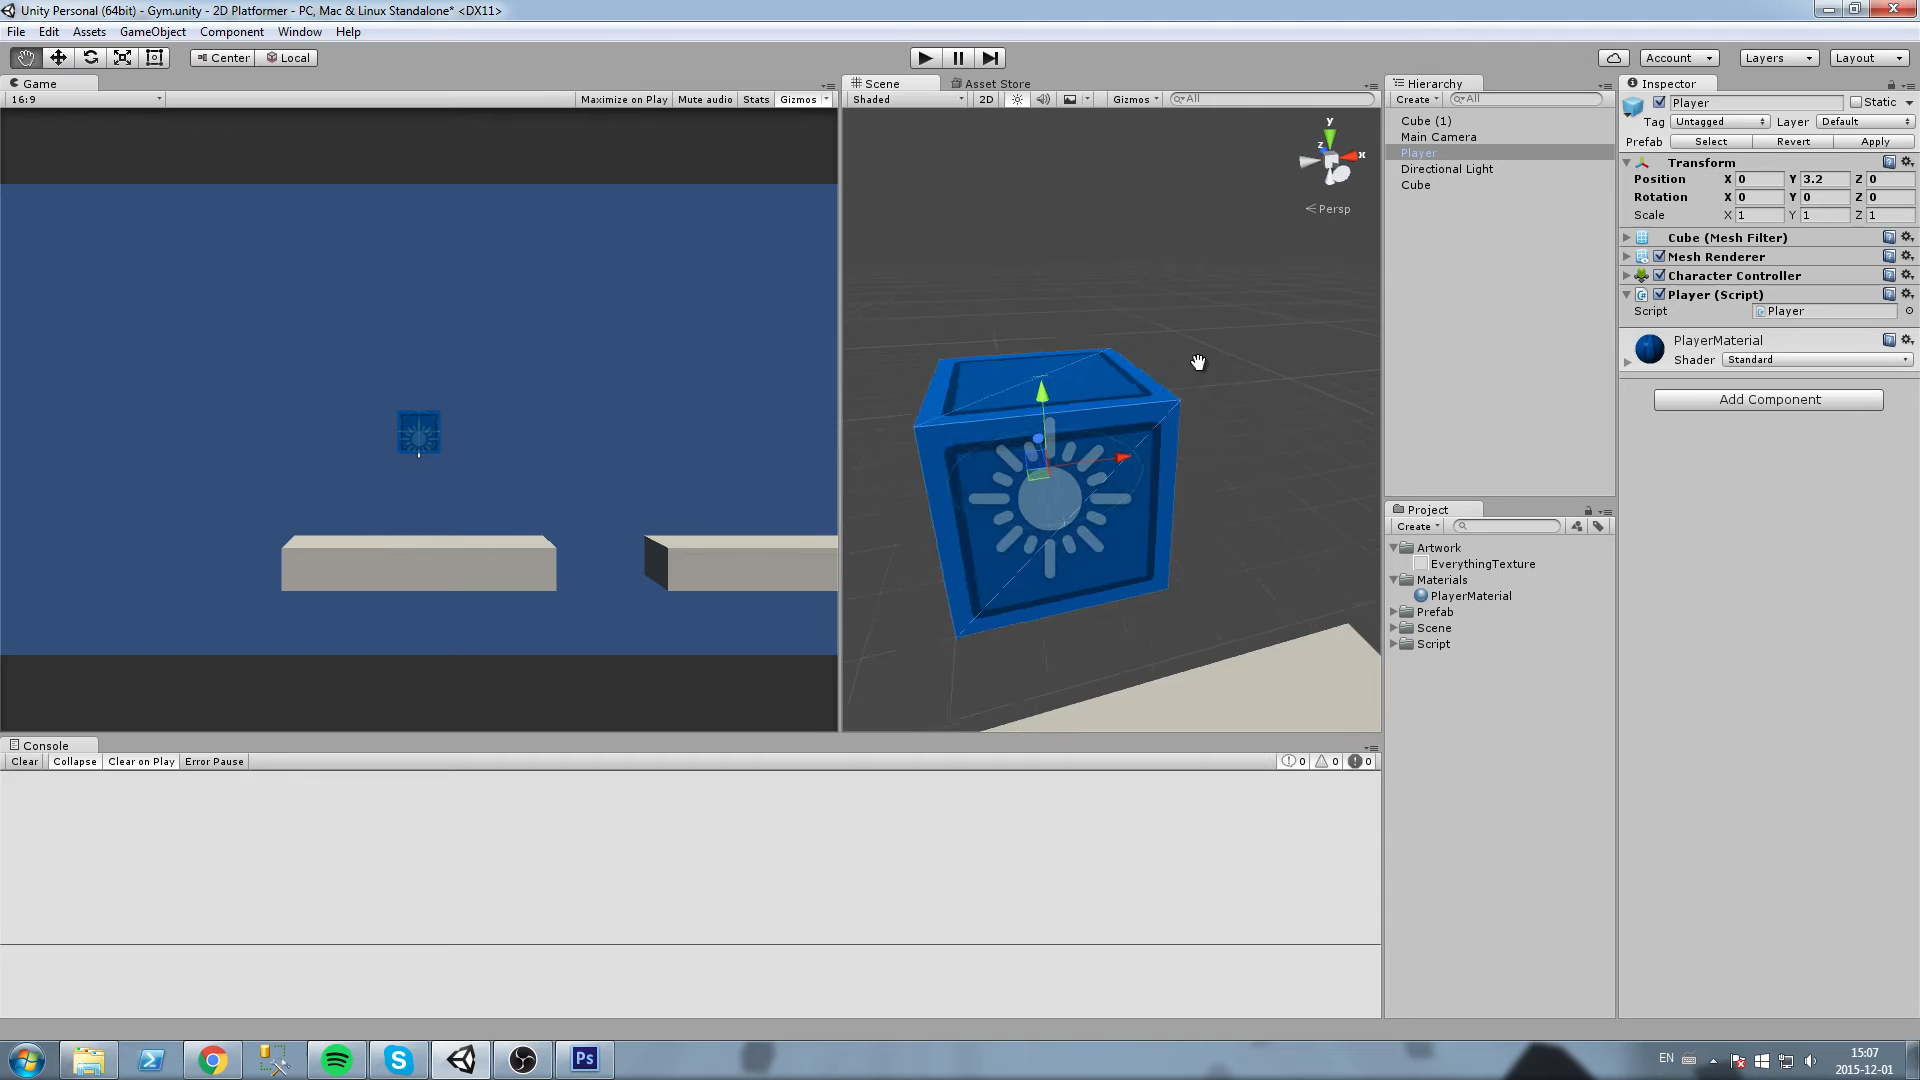 Unity Personal (64bit) - Gym.unity - 2D Platformer - PC, Mac & Linux Standalone* <DX11>
File Edit Assets GameObject Component Window Help
Center Local Account Layers Layout
Game
16:9 Maximize on Play Mute audio Stats Gizmos
Scene Asset Store
Shaded 2D Gizmos All
y
z x
Persp
Hierarchy
Create All
Cube (1)
Main Camera
Player
Directional Light
Cube
Project
Create
Artwork
EverythingTexture
Materials
PlayerMaterial
Prefab
Scene
Script
Inspector
Player Static
Tag Untagged Layer Default
Prefab Select Revert Apply
Transform
Position X 0 Y 3.2 Z 0
Rotation X 0 Y 0 Z 0
Scale X 1 Y 1 Z 1
Cube (Mesh Filter)
Mesh Renderer
Character Controller
Player (Script)
Script Player
PlayerMaterial
Shader Standard
Add Component
Console
Clear Collapse Clear on Play Error Pause 0 0 0
Ps
EN
15:07
2015-12-01